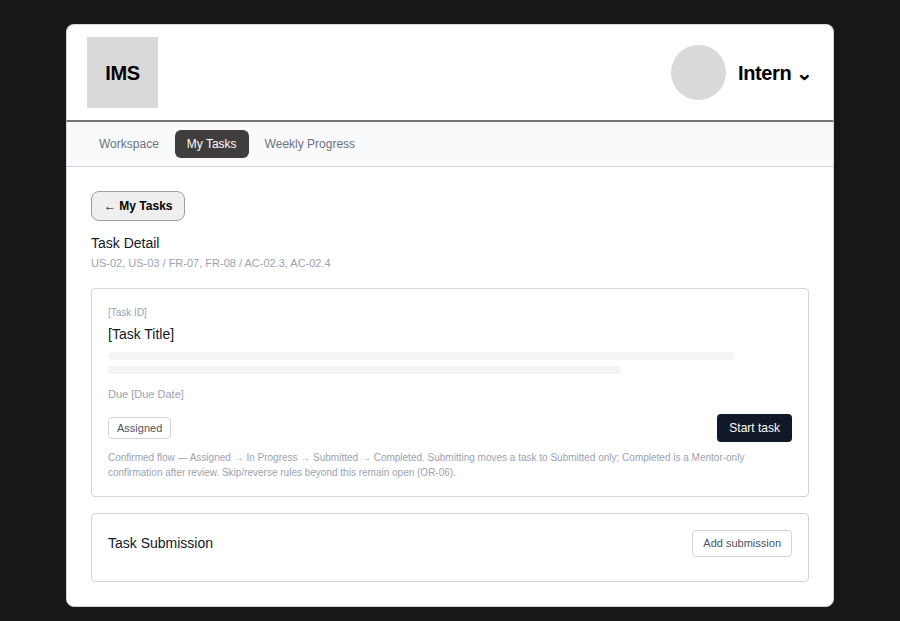 IMS
Intern
Workspace
My Tasks
Weekly Progress
← My Tasks
Task Detail
US-02, US-03 / FR-07, FR-08 / AC-02.3, AC-02.4
[Task ID]
[Task Title]
Due [Due Date]
Assigned
Start task
Confirmed flow — Assigned → In Progress → Submitted → Completed. Submitting moves a task to Submitted only; Completed is a Mentor-only
confirmation after review. Skip/reverse rules beyond this remain open (OR-06).
Task Submission
Add submission